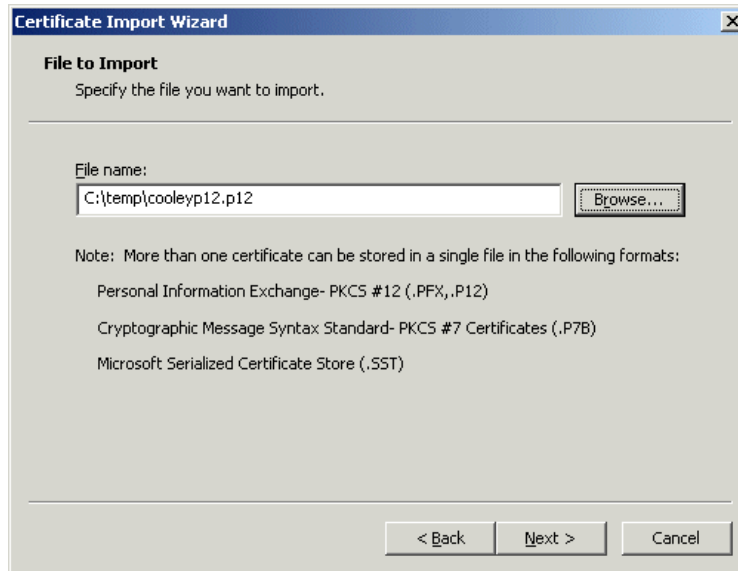 Certificate Import Wizard
File to Import
Specify the file you want to import.
File name:
C:\temp\cooleyp12.p12
Browse...
Note: More than one certificate can be stored in a single file in the following formats:
Personal Information Exchange- PKCS #12 (.PFX,.P12)
Cryptographic Message Syntax Standard- PKCS #7 Certificates (.P7B)
Microsoft Serialized Certificate Store (.SST)
< Back Next > Cancel